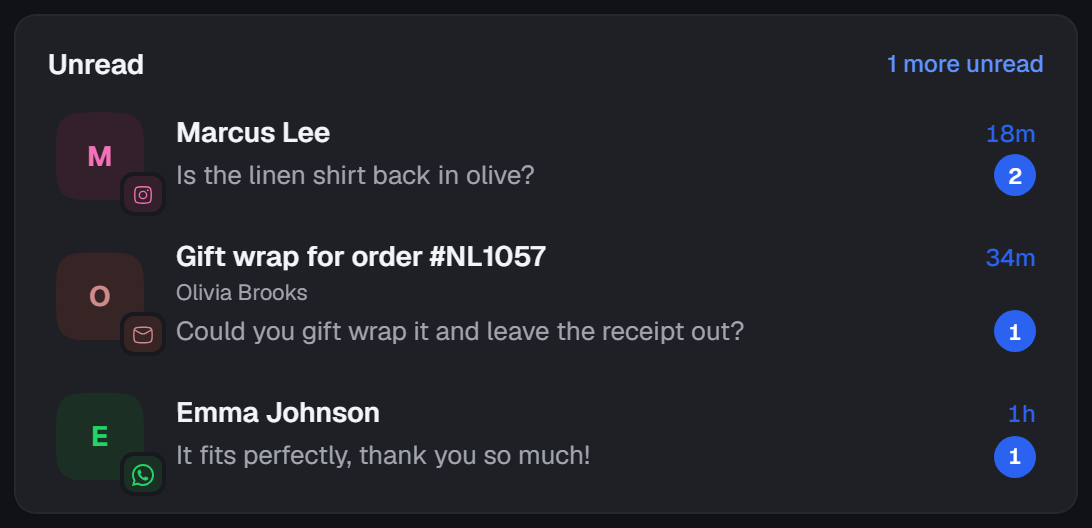 Unread
1 more unread
M
Marcus Lee
18m
Is the linen shirt back in olive?
2
Gift wrap for order #NL1057
34m
O
Olivia Brooks
Could you gift wrap it and leave the receipt out?
1
E
Emma Johnson
1h
It fits perfectly, thank you so much!
1